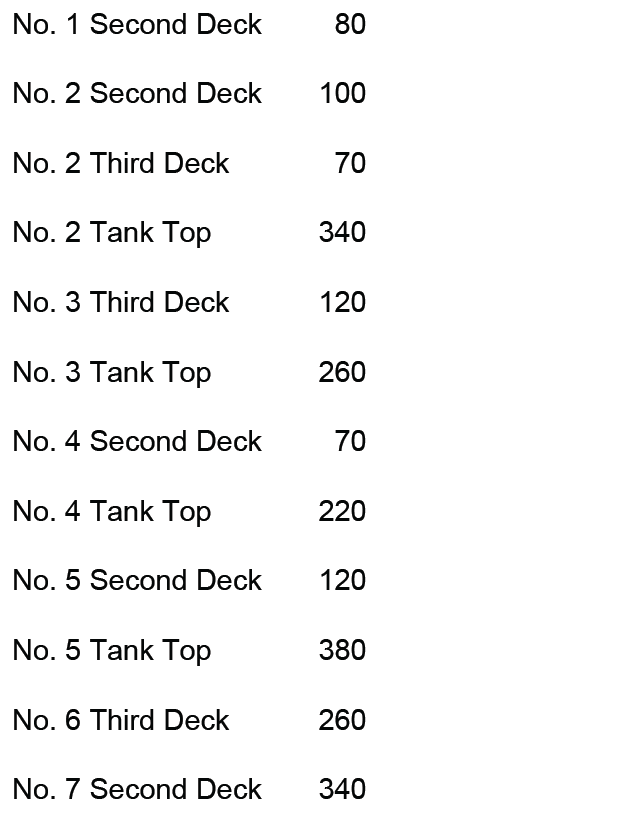 No. 1 Second Deck 80
No. 2 Second Deck 100
No. 2 Third Deck 70
No. 2 Tank Top 340
No. 3 Third Deck 120
No. 3 Tank Top 260
No. 4 Second Deck 70
No. 4 Tank Top 220
No. 5 Second Deck 120
No. 5 Tank Top 380
No. 6 Third Deck 260
No. 7 Second Deck 340